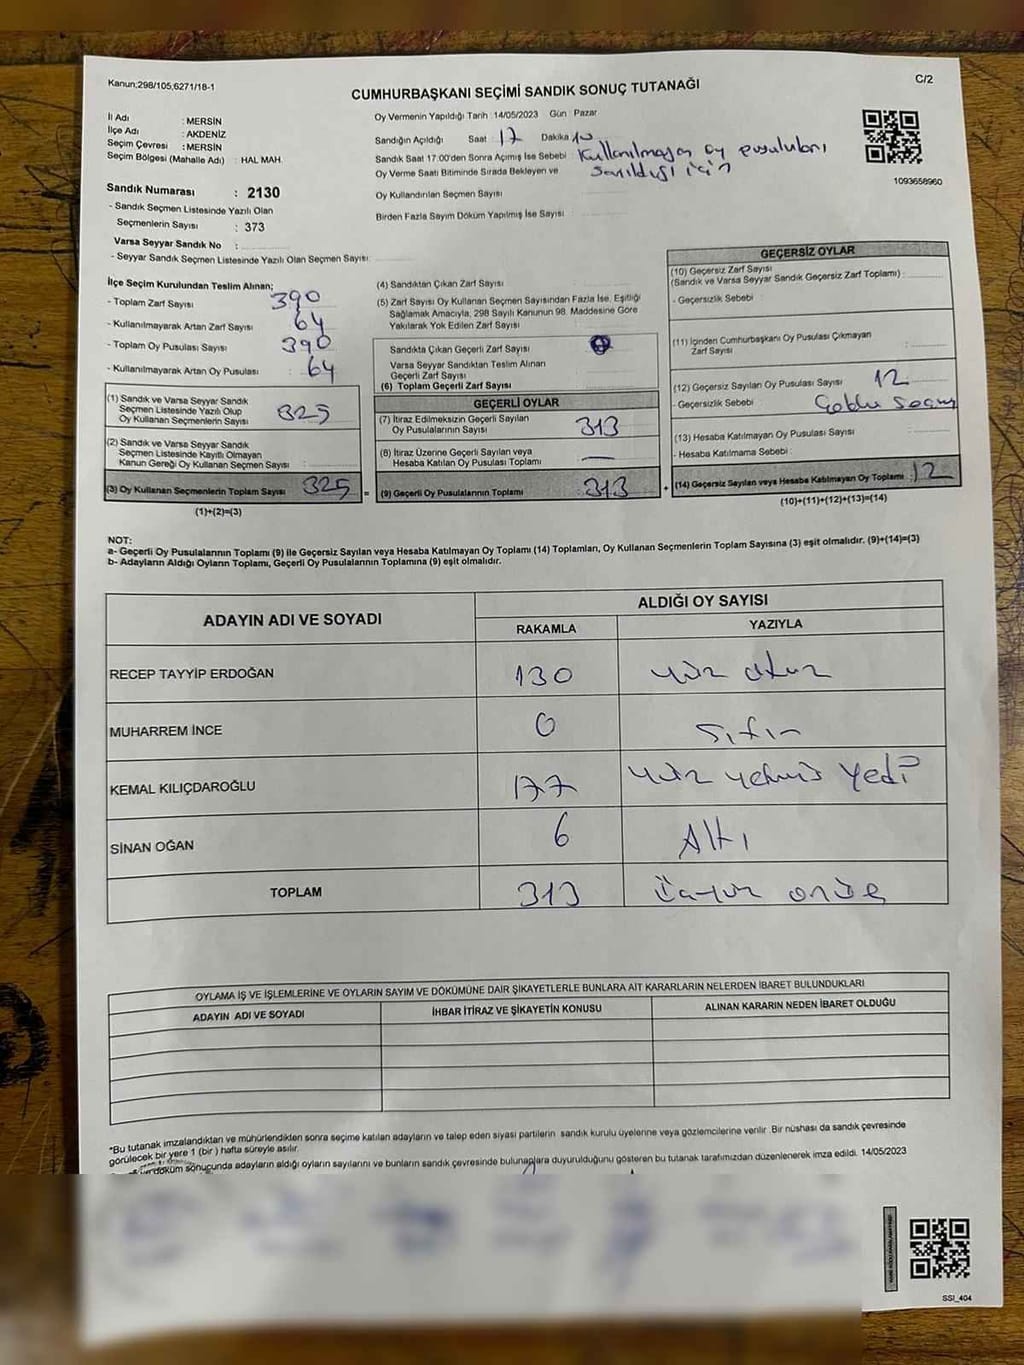 Kanun;298/105,6271/18-1
C/2
CUMHURBAŞKANI SEÇİMİ SANDIK SONUÇ TUTANAĞI
İl Adı : MERSİN
İlçe Adı : AKDENİZ
Seçim Çevresi : MERSİN
Seçim Bölgesi (Mahalle Adı) : HAL MAH.
Sandık Numarası : 2130
- Sandık Seçmen Listesinde Yazılı Olan
Seçmenlerin Sayısı : 373
Varsa Seyyar Sandık No :
- Seyyar Sandık Seçmen Listesinde Yazılı Olan Seçmen Sayısı:
Oy Vermenin Yapıldığı Tarih :14/05/2023 Gün : Pazar
Sandığın Açıldığı Saat : 17 Dakika 10
Sandık Saat 17.00'den Sonra Açımış İse Sebebi Kullanılmayan oy pusulaları
Oy Verme Saati Bitiminde Sırada Bekleyen ve sayıldığı için
Oy Kullandırılan Seçmen Sayısı
Birden Fazla Sayım Döküm Yapılmış İse Sayısı :
1093658960
İlçe Seçim Kurulundan Teslim Alınan;
- Toplam Zarf Sayısı : 390
- Kullanılmayarak Artan Zarf Sayısı : 64
- Toplam Oy Pusulası Sayısı : 390
- Kullanılmayarak Artan Oy Pusulası : 64
(1) Sandık ve Varsa Seyyar Sandık
Seçmen Listesinde Yazılı Olup
Oy Kullanan Seçmenlerin Sayısı : 325
(2) Sandık ve Varsa Seyyar Sandık
Seçmen Listesinde Kayıtlı Olmayan
Kanun Gereği Oy Kullanan Seçmen Sayısı :
(3) Oy Kullanan Seçmenlerin Toplam Sayısı 325 =
(1)+(2)=(3)
(4) Sandıktan Çıkan Zarf Sayısı :
(5) Zarf Sayısı Oy Kullanan Seçmen Sayısından Fazla İse, Eşitliği
Sağlamak Amacıyla, 298 Sayılı Kanunun 98. Maddesine Göre
Yakılarak Yok Edilen Zarf Sayısı :
Sandıkta Çıkan Geçerli Zarf Sayısı :
Varsa Seyyar Sandıktan Teslim Alınan
Geçerli Zarf Sayısı :
(6) Toplam Geçerli Zarf Sayısı :
GEÇERLİ OYLAR
(7) İtiraz Edilmeksizin Geçerli Sayılan
Oy Pusulalarının Sayısı : 313
(8) İtiraz Üzerine Geçerli Sayılan veya
Hesaba Katılan Oy Pusulası Toplamı : —
(9) Geçerli Oy Pusulalarının Toplamı : 313 +
GEÇERSİZ OYLAR
(10) Geçersiz Zarf Sayısı
(Sandık ve Varsa Seyyar Sandık Geçersiz Zarf Toplamı) :
- Geçersizlik Sebebi :
(11) İçinden Cumhurbaşkanı Oy Pusulası Çıkmayan
Zarf Sayısı :
(12) Geçersiz Sayılan Oy Pusulası Sayısı : 12
- Geçersizlik Sebebi :
(13) Hesaba Katılmayan Oy Pusulası Sayısı :
- Hesaba Katılmama Sebebi :
(14) Geçersiz Sayılan veya Hesaba Katılmayan Oy Toplamı : 12
(10)+(11)+(12)+(13)=(14)
NOT:
a- Geçerli Oy Pusulalarının Toplamı (9) ile Geçersiz Sayılan veya Hesaba Katılmayan Oy Toplamı (14) Toplamları, Oy Kullanan Seçmenlerin Toplam Sayısına (3) eşit olmalıdır. (9)+(14)=(3)
b- Adayların Aldığı Oyların Toplamı, Geçerli Oy Pusulalarının Toplamına (9) eşit olmalıdır.
ADAYIN ADI VE SOYADI ALDIĞI OY SAYISI
RAKAMLA YAZIYLA
RECEP TAYYİP ERDOĞAN 130 yüz otuz
MUHARREM İNCE 0 Sıfır
KEMAL KILIÇDAROĞLU 177 yüz yetmiş yedi
SİNAN OĞAN 6 Altı
TOPLAM 313 üçyüz onüç
OYLAMA İŞ VE İŞLEMLERİNE VE OYLARIN SAYIM VE DÖKÜMÜNE DAİR ŞİKAYETLERLE BUNLARA AİT KARARLARIN NELERDEN İBARET BULUNDUKLARI
ADAYIN ADI VE SOYADI İHBAR İTİRAZ VE ŞİKAYETİN KONUSU ALINAN KARARIN NEDEN İBARET OLDUĞU
*Bu tutanak imzalandıktan ve mühürlendikten sonra seçime katılan adayların ve talep eden siyasi partilerin sandık kurulu üyelerine veya gözlemcilerine verilir .Bir nüshası da sandık çevresinde
görülecek bir yere 1 (bir ) hafta süreyle asılır.
döküm sonuçunda adayların aldığı oyların sayılarını ve bunların sandık çevresinde bulunanlara duyurulduğunu gösteren bu tutanak tarafımızdan düzenlenerek imza edildi. 14/05/2023
SSI_404